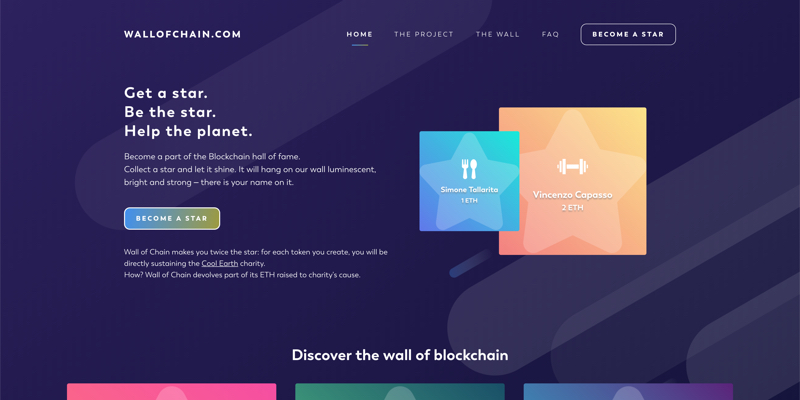 WALLOFCHAIN.COM
HOME
THE PROJECT
THE WALL
FAQ
BECOME A STAR
Get a star.
Be the star.
Help the planet.
Become a part of the Blockchain hall of fame.
Collect a star and let it shine. It will hang on our wall luminescent,
bright and strong – there is your name on it.
BECOME A STAR
Wall of Chain makes you twice the star: for each token you create, you will be
directly sustaining the Cool Earth charity.
How? Wall of Chain devolves part of its ETH raised to charity's cause.
Simone Tallarita
1 ETH
Vincenzo Capasso
2 ETH
Discover the wall of blockchain